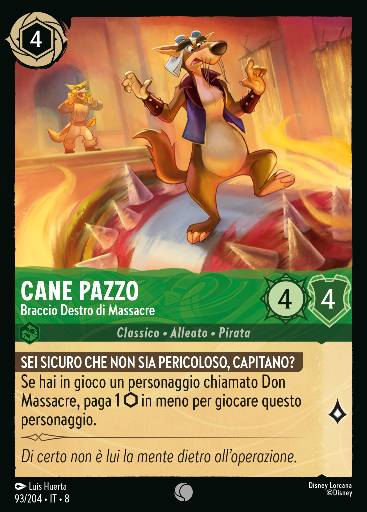 4
CANE PAZZO
Braccio Destro di Massacre
4
4
Classico • Alleato • Pirata
SEI SICURO CHE NON SIA PERICOLOSO, CAPITANO?
Se hai in gioco un personaggio chiamato Don
Massacre, paga 1 in meno per giocare questo
personaggio.
Di certo non è lui la mente dietro all'operazione.
Luis Huerta
Disney Lorcana
93/204 • IT • 8
©Disney